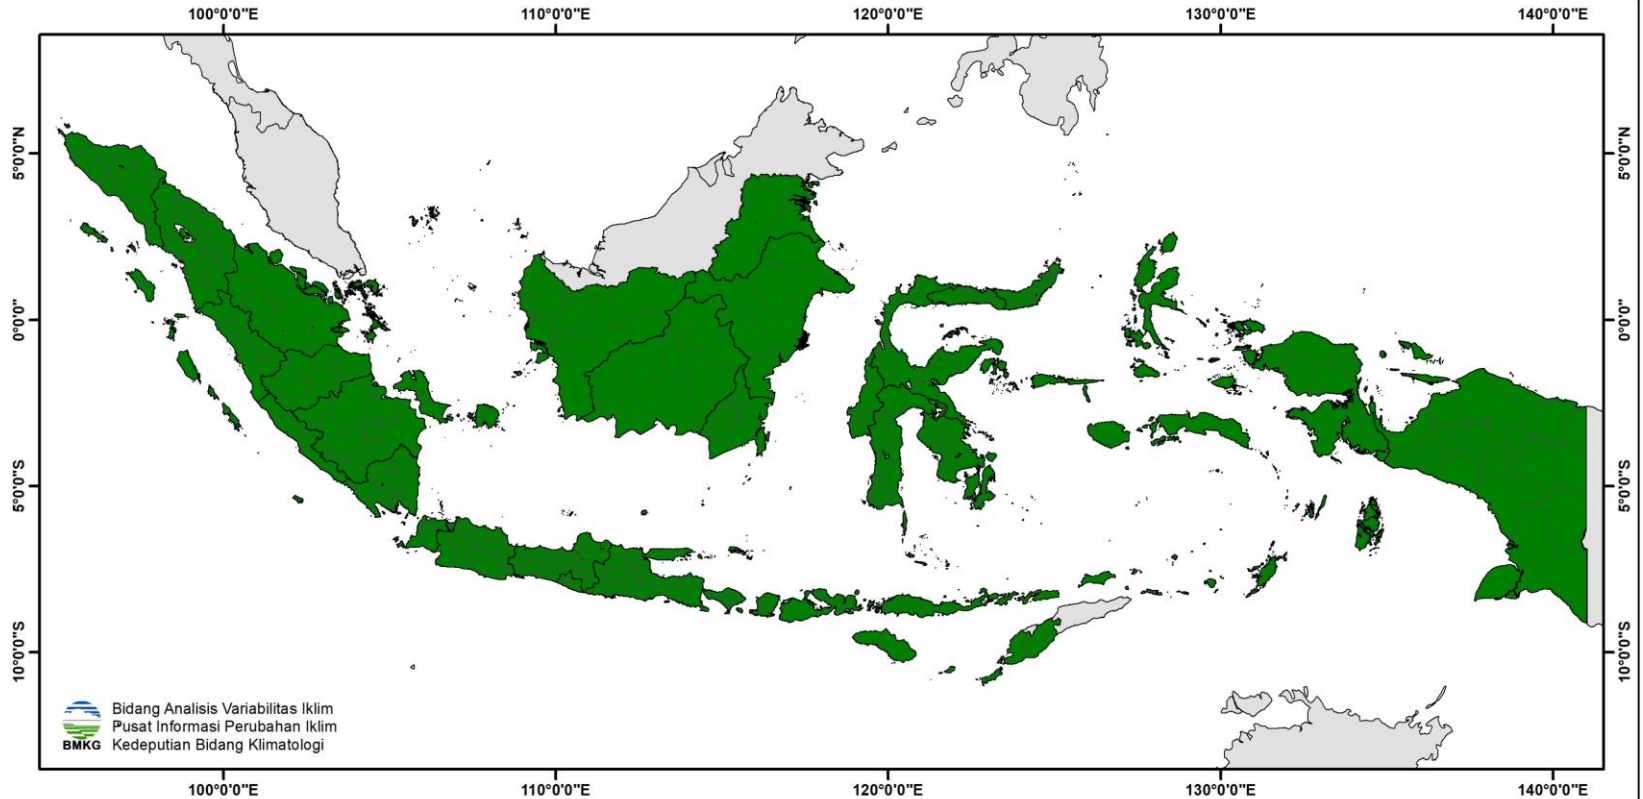 100°0'0"E 110°0'0"E 120°0'0"E 130°0'0"E 140°0'0"E
5°0'0"N 5°0'0"N
0°0'0" 0°0'0"
5°0'0"S 5°0'0"S
10°0'0"S 10°0'0"S
Bidang Analisis Variabilitas Iklim
Pusat Informasi Perubahan Iklim
BMKG Kedeputian Bidang Klimatologi
100°0'0"E 110°0'0"E 120°0'0"E 130°0'0"E 140°0'0"E